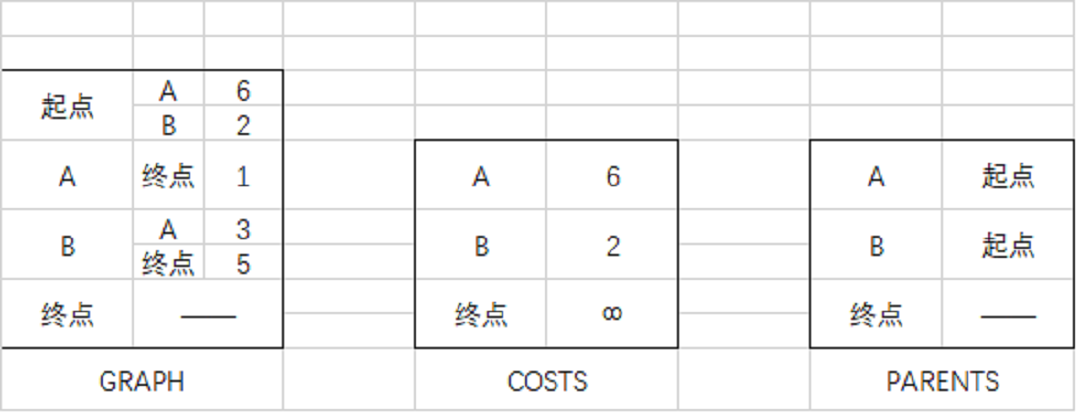 起点 A 6
B 2
A 终点 1
B A 3
终点 5
终点 ——
GRAPH
A 6
B 2
终点 ∞
COSTS
A 起点
B 起点
终点 ——
PARENTS